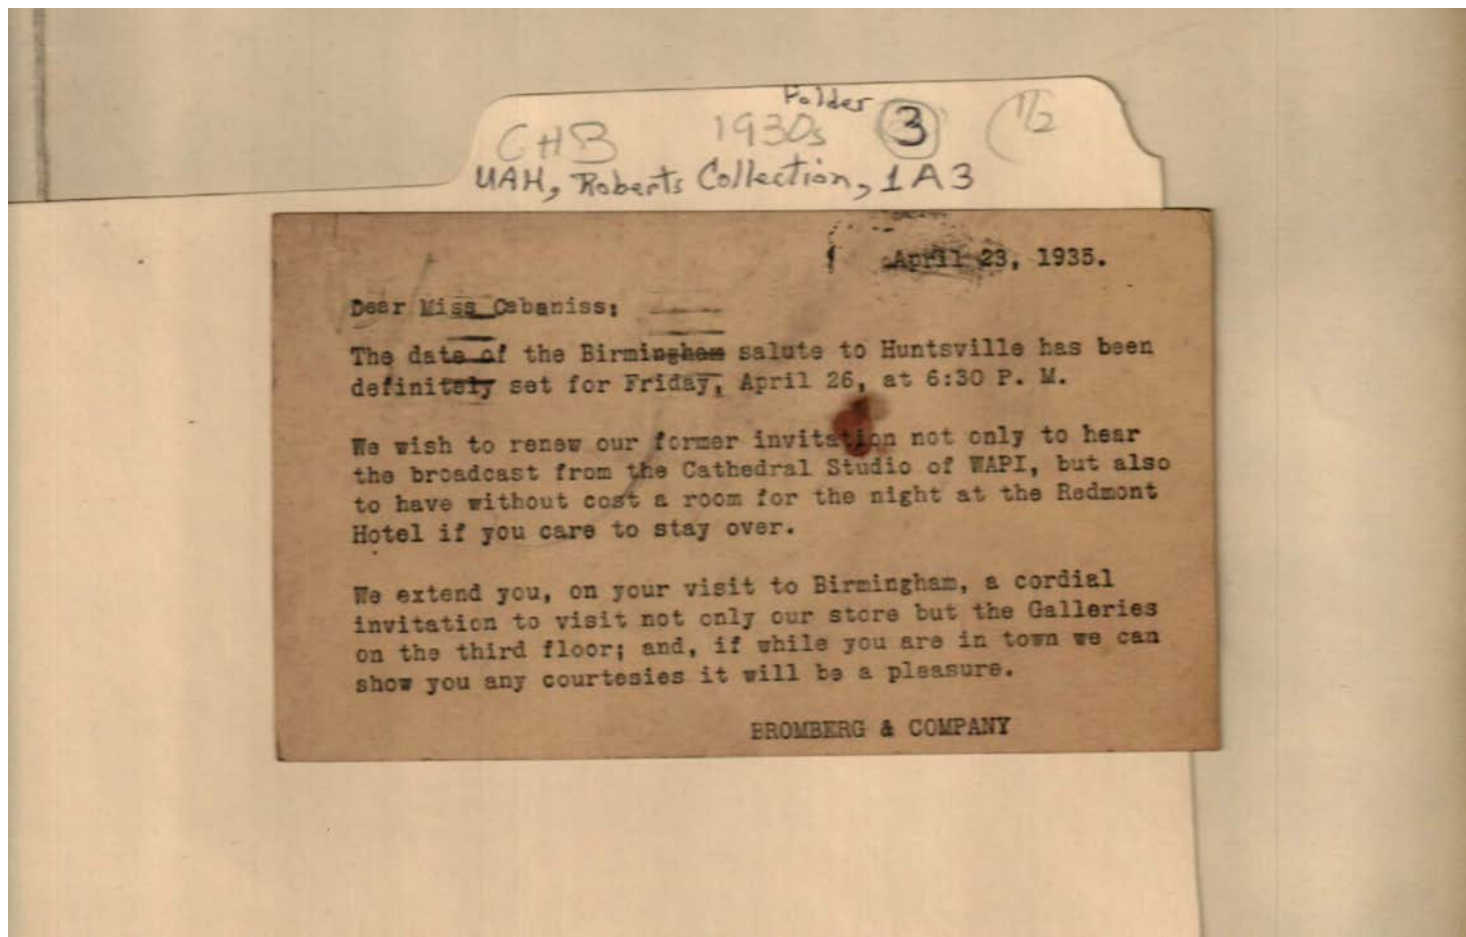 Folder
CHB 1930s 3 (1/2
UAH, Roberts Collection, 1A3
April 23, 1935.
Dear Miss Cabaniss;
The date of the Birmingham salute to Huntsville has been
definitely set for Friday, April 26, at 6:30 P. M.
We wish to renew our former invitation not only to hear
the broadcast from the Cathedral Studio of WAPI, but also
to have without cost a room for the night at the Redmont
Hotel if you care to stay over.
We extend you, on your visit to Birmingham, a cordial
invitation to visit not only our store but the Galleries
on the third floor; and, if while you are in town we can
show you any courtesies it will be a pleasure.
BROMBERG & COMPANY